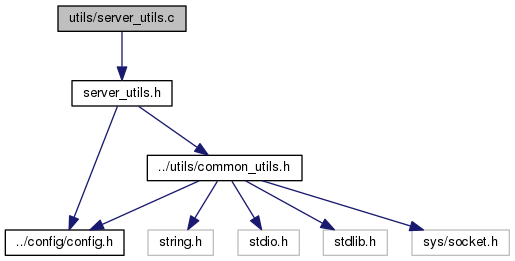 utils/server_utils.c
server_utils.h
../utils/common_utils.h
../config/config.h
string.h
stdio.h
stdlib.h
sys/socket.h